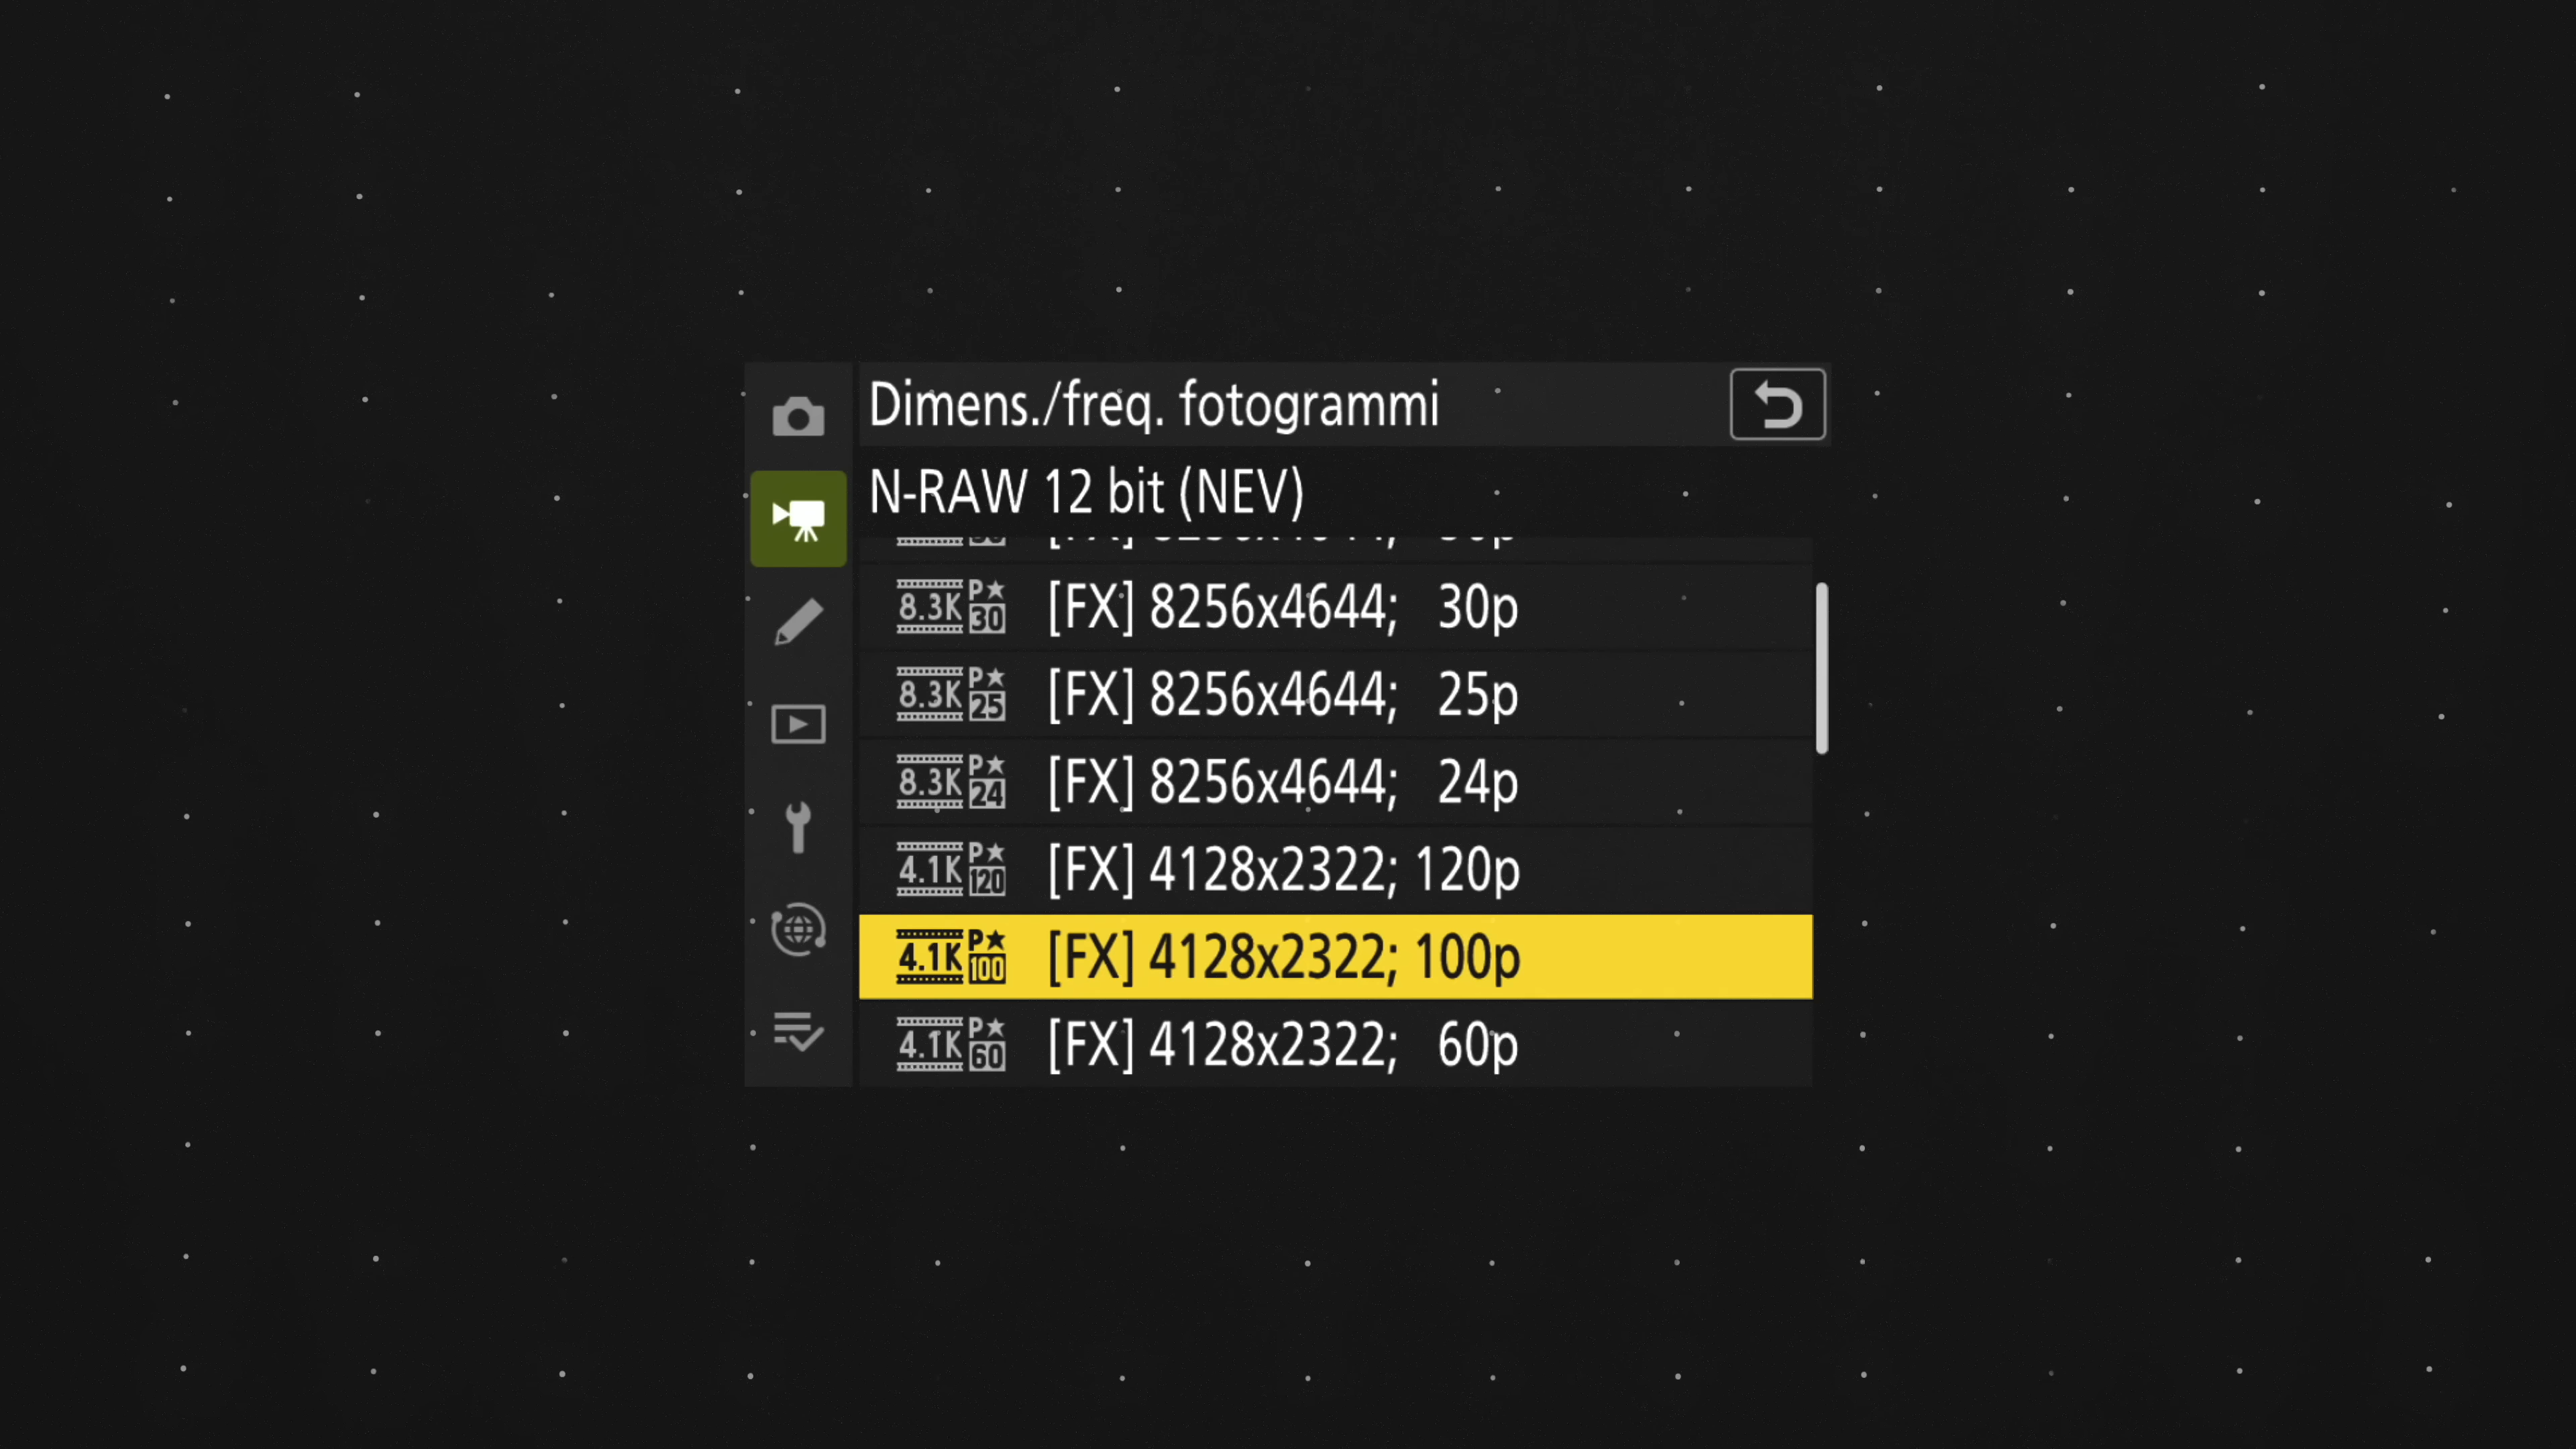 Dimens./freq. fotogrammi
N-RAW 12 bit (NEV)
8.3K P★ 30 [FX] 8256x4644; 30p
8.3K P★ 25 [FX] 8256x4644; 25p
8.3K P★ 24 [FX] 8256x4644; 24p
4.1K P★ 120 [FX] 4128x2322; 120p
4.1K P★ 100 [FX] 4128x2322; 100p
4.1K P★ 60 [FX] 4128x2322; 60p